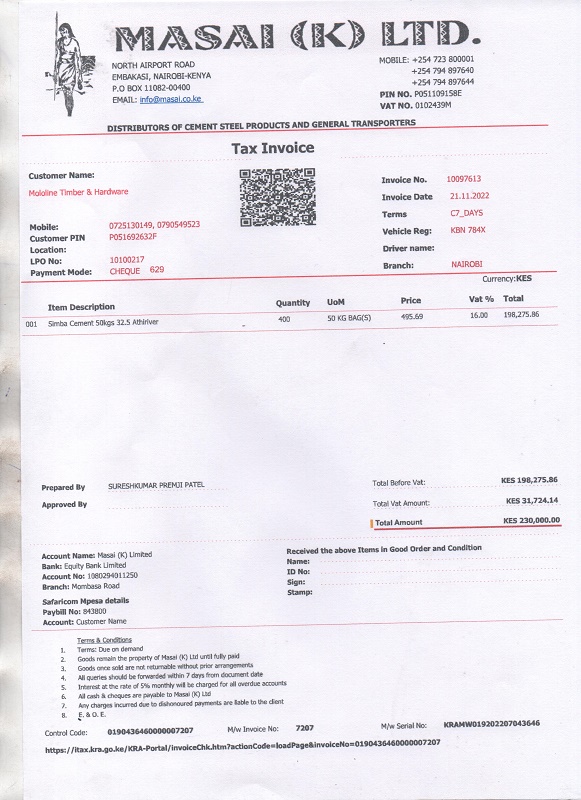 MASAI (K) LTD.
NORTH AIRPORT ROAD
EMBAKASI, NAIROBI-KENYA
P.O BOX 11082-00400
EMAIL: info@masai.co.ke
MOBILE: +254 723 800001
+254 794 897640
+254 794 897644
PIN NO. P051109158E
VAT NO. 0102439M
DISTRIBUTORS OF CEMENT STEEL PRODUCTS AND GENERAL TRANSPORTERS
Tax Invoice
Customer Name:
Mololine Timber & Hardware
Mobile: 0725130149, 0790549523
Customer PIN P051692632F
Location:
LPO No: 10100217
Payment Mode: CHEQUE 629
Invoice No. 10097613
Invoice Date 21.11.2022
Terms C7_DAYS
Vehicle Reg: KBN 784X
Driver name:
Branch: NAIROBI
Currency:KES
Item Description Quantity UoM Price Vat % Total
001 Simba Cement 50kgs 32.5 Athiriver 400 50 KG BAG(S) 495.69 16.00 198,275.86
Prepared By SURESHKUMAR PREMJI PATEL
Approved By
Total Before Vat: KES 198,275.86
Total Vat Amount: KES 31,724.14
Total Amount KES 230,000.00
Account Name: Masai (K) Limited
Bank: Equity Bank Limited
Account No: 1080294011250
Branch: Mombasa Road
Safaricom Mpesa details
Paybill No: 843800
Account: Customer Name
Received the above Items in Good Order and Condition
Name:
ID No:
Sign:
Stamp:
Terms & Conditions
1. Terms: Due on demand
2. Goods remain the property of Masai (K) Ltd until fully paid
3. Goods once sold are not returnable without prior arrangements
4. All queries should be forwarded within 7 days from document date
5. Interest at the rate of 5% monthly will be charged for all overdue accounts
6. All cash & cheques are payable to Masai (K) Ltd
7. Any charges incurred due to dishonoured payments are liable to the client
8. E. & O. E.
Control Code: 0190436460000007207 M/w Invoice No: 7207 M/w Serial No: KRAMW019202207043646
https://itax.kra.go.ke/KRA-Portal/invoiceChk.htm?actionCode=loadPage&invoiceNo=0190436460000007207